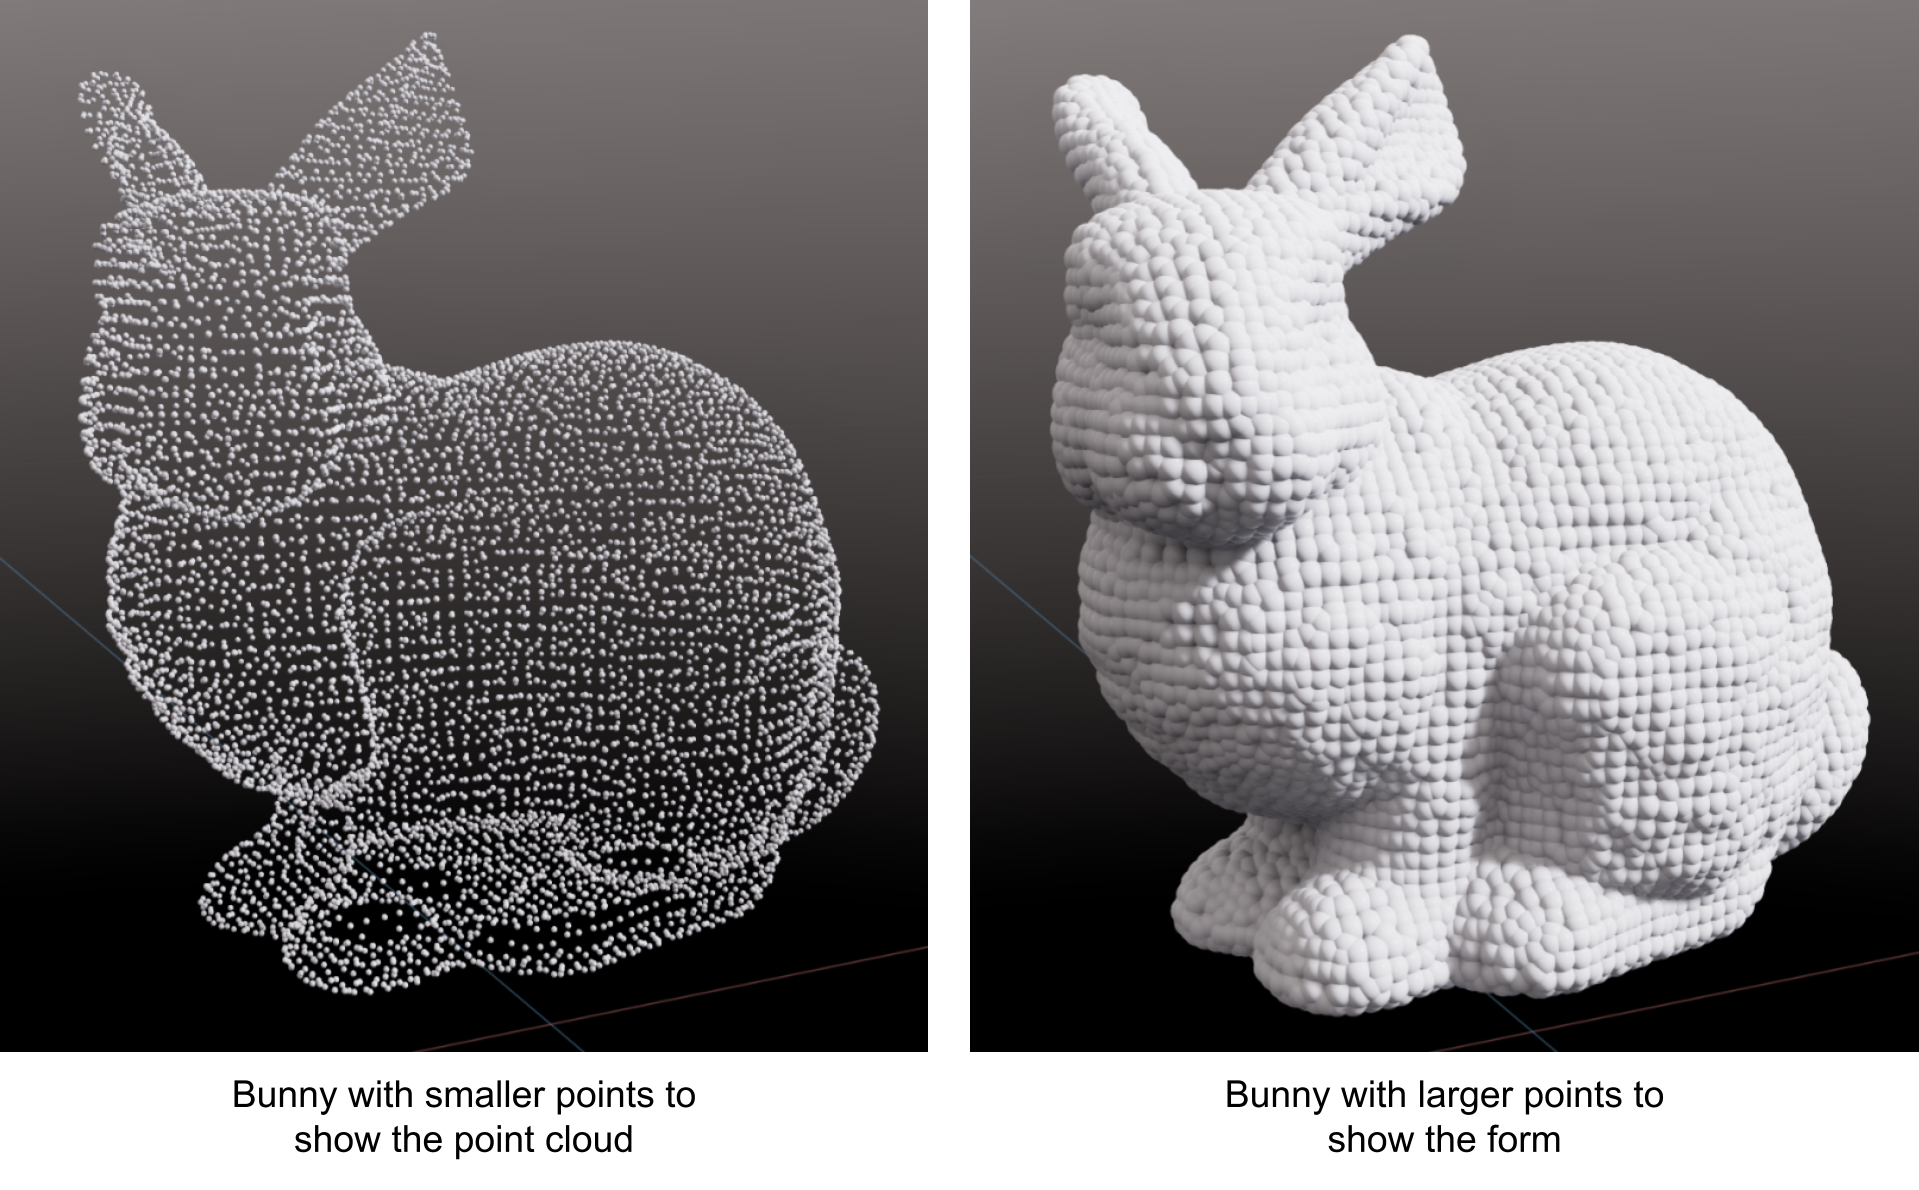 Bunny with smaller points to
show the point cloud
Bunny with larger points to
show the form